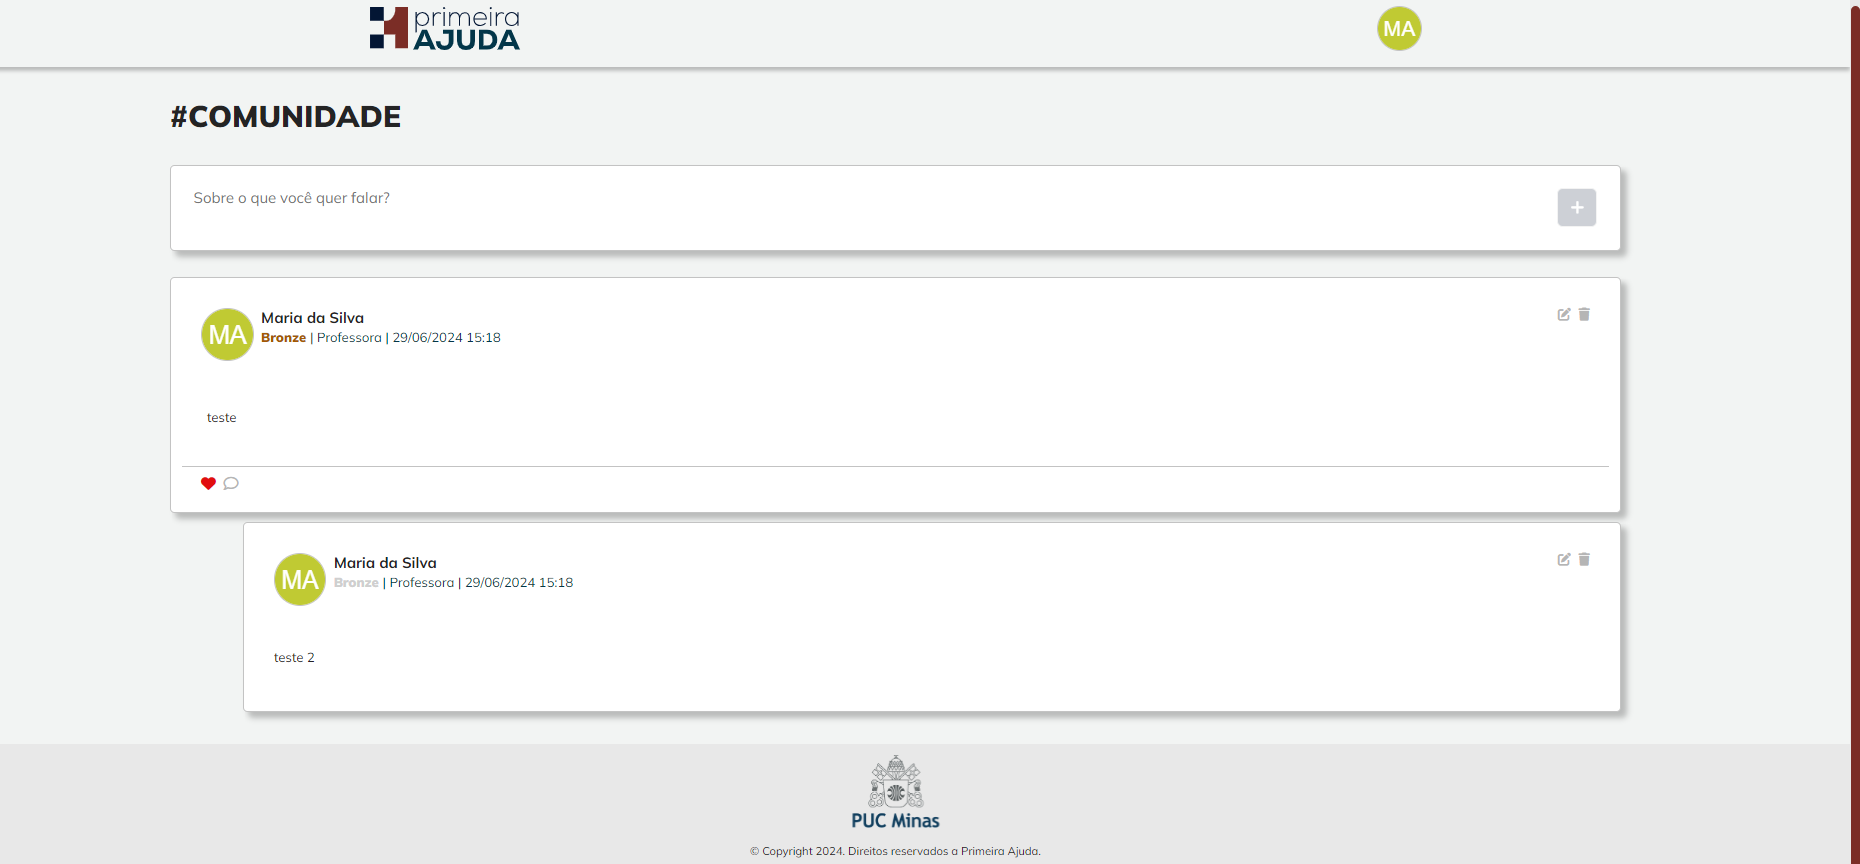 primeira
AJUDA
MA
#COMUNIDADE
Sobre o que você quer falar?
MA
Maria da Silva
Bronze | Professora | 29/06/2024 15:18
teste
MA
Maria da Silva
Bronze | Professora | 29/06/2024 15:18
teste 2
PUC Minas
© Copyright 2024. Direitos reservados a Primeira Ajuda.